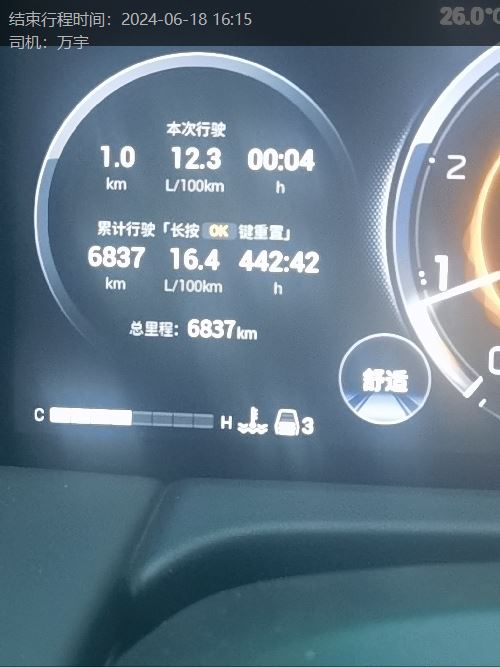 结束行程时间：2024-06-18 16:15
26.0°C
司机：万宇
本次行驶
1.0 12.3 00:04
km L/100km h
累计行驶「长按 OK 键重置」
6837 16.4 442:42
km L/100km h
总里程：6837km
舒适
2
1
0
C H 3